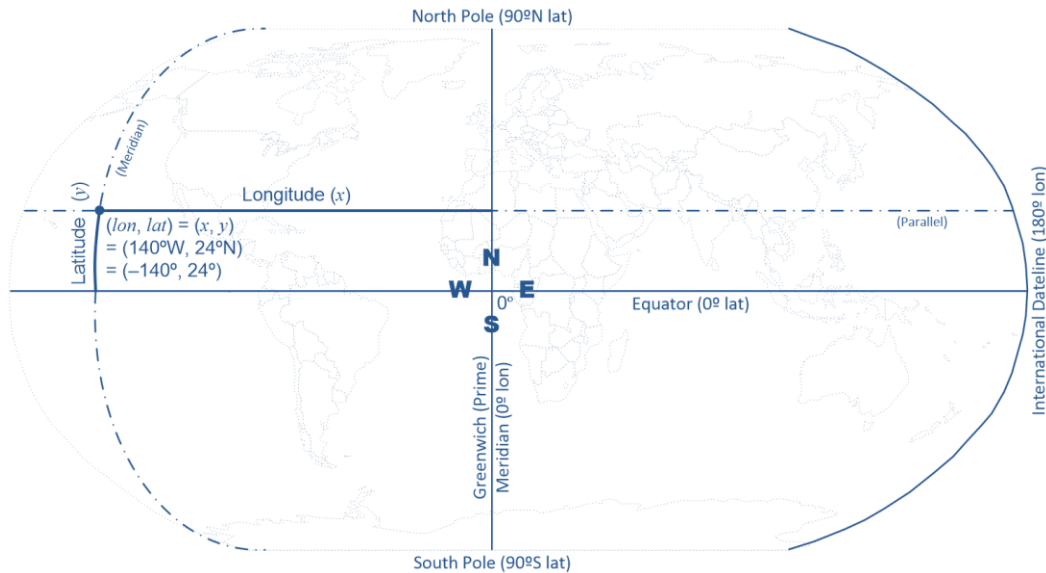 North Pole (90ºN lat)
(Meridian)
Latitude (y)
Longitude (x)
(lon, lat) = (x, y)
= (140ºW, 24ºN)
= (–140º, 24º)
(Parallel)
N
W
E
S
0º
Equator (0º lat)
International Dateline (180º lon)
Greenwich (Prime)
Meridian (0º lon)
South Pole (90ºS lat)